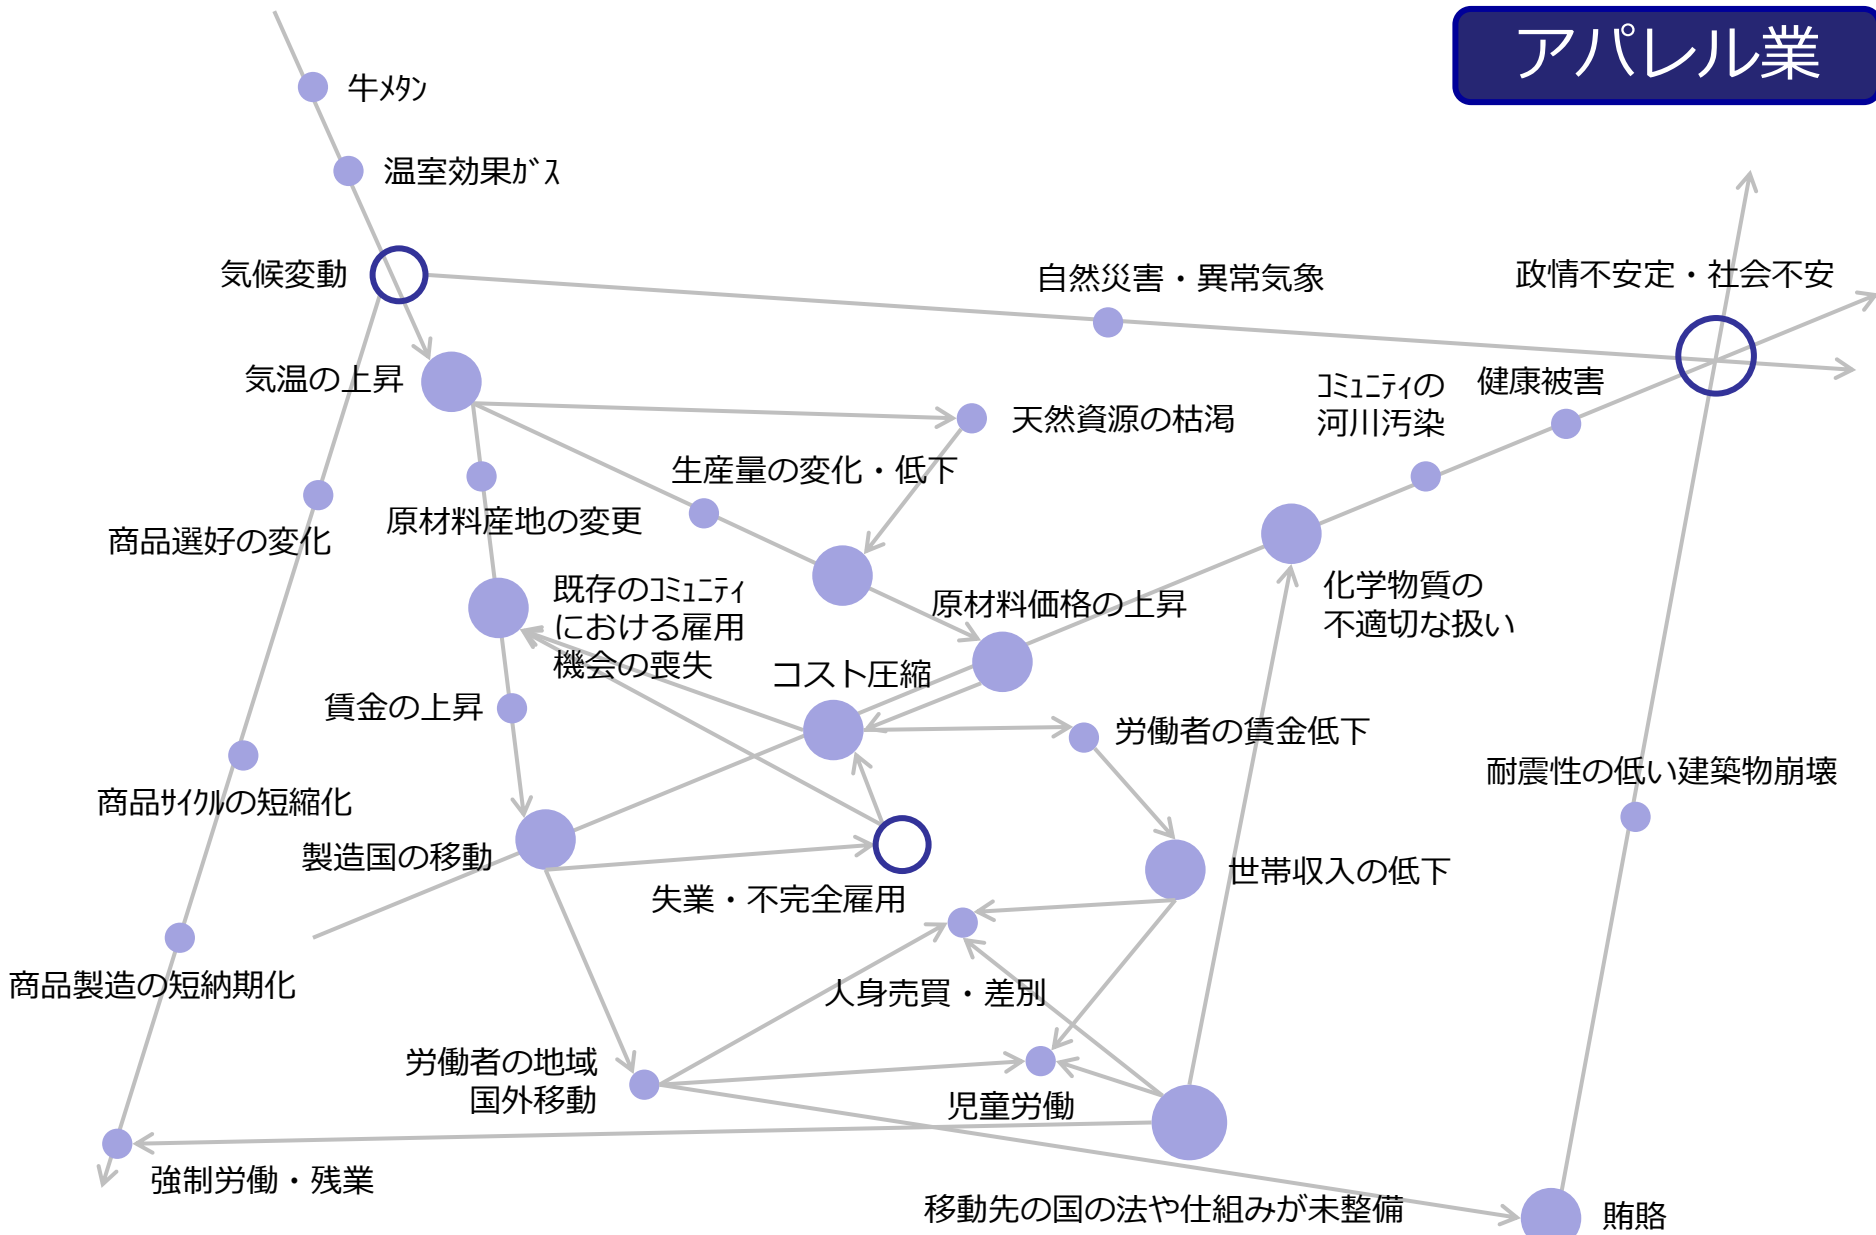 アパレル業
牛ﾒﾀﾝ
温室効果ｶﾞｽ
気候変動
自然災害・異常気象
政情不安定・社会不安
気温の上昇
ｺﾐｭﾆﾃｨの
河川汚染
健康被害
天然資源の枯渇
生産量の変化・低下
原材料産地の変更
商品選好の変化
既存のｺﾐｭﾆﾃｨ
における雇用
機会の喪失
原材料価格の上昇
化学物質の
不適切な扱い
コスト圧縮
賃金の上昇
労働者の賃金低下
耐震性の低い建築物崩壊
商品ｻｲｸﾙの短縮化
製造国の移動
世帯収入の低下
失業・不完全雇用
商品製造の短納期化
人身売買・差別
労働者の地域
国外移動
児童労働
強制労働・残業
移動先の国の法や仕組みが未整備
賄賂